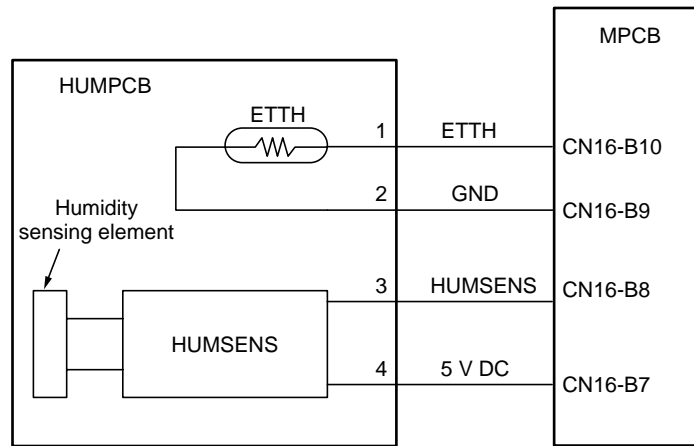 MPCB
HUMPCB
ETTH
1
ETTH
CN16-B10
2
GND
CN16-B9
Humidity
sensing element
3
HUMSENS
CN16-B8
HUMSENS
4
5 V DC
CN16-B7